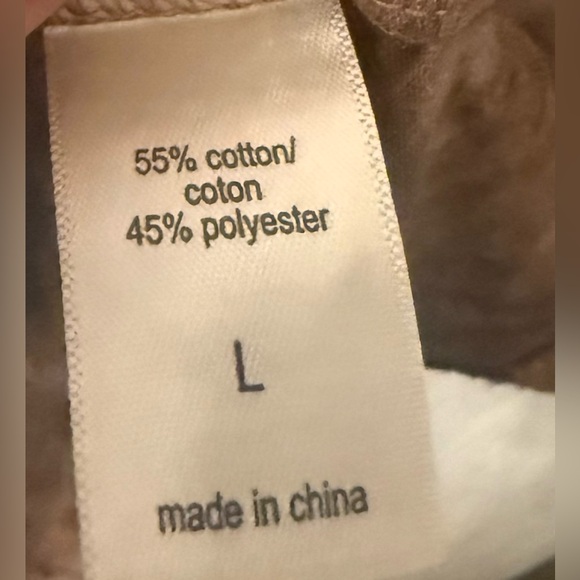 55% cotton/
coton
45% polyester
L
made in china